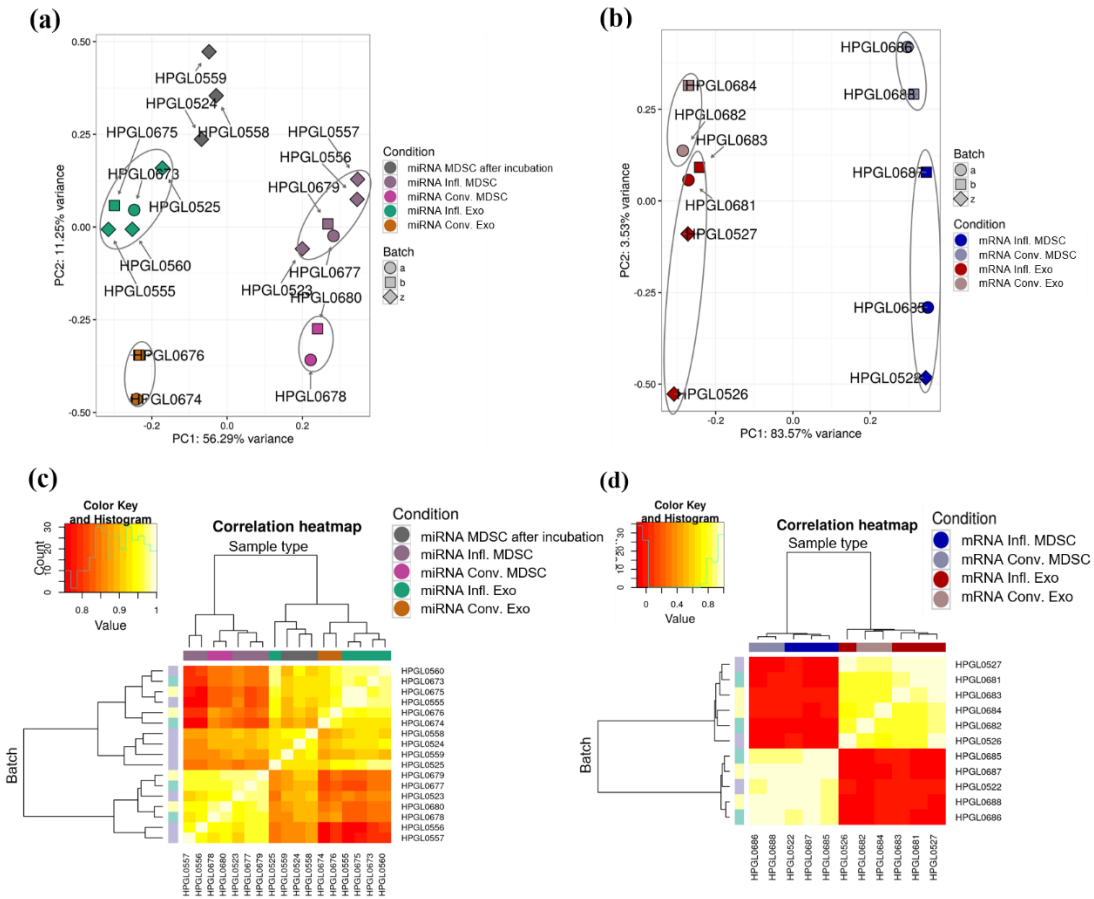 (a)
0.50
0.25
0.00
-0.25
-0.50
PC2: 11.25% variance
HPGL0559
HPGL0524
HPGL0558
HPGL0675
HPGL0557
HPGL0556
HPGL0673
HPGL0679
HPGL0525
HPGL0560
HPGL0677
HPGL0555
HPGL0523
HPGL0680
HPGL0676
HPGL0678
HPGL0674
-0.2
0.0
0.2
PC1: 56.29% variance
Condition
miRNA MDSC after incubation
miRNA Infl. MDSC
miRNA Conv. MDSC
miRNA Infl. Exo
miRNA Conv. Exo
Batch
a
b
z
(b)
0.25
0.00
-0.25
-0.50
PC2: 3.53% variance
HPGL0686
HPGL0684
HPGL0688
HPGL0682
HPGL0683
HPGL0687
HPGL0681
HPGL0527
HPGL0685
HPGL0522
HPGL0526
-0.2
0.0
0.2
PC1: 83.57% variance
Batch
a
b
z
Condition
mRNA Infl. MDSC
mRNA Conv. MDSC
mRNA Infl. Exo
mRNA Conv. Exo
(c)
Color Key
and Histogram
Count
0 10 20 30
0.8 0.9 1
Value
Correlation heatmap
Sample type
Condition
miRNA MDSC after incubation
miRNA Infl. MDSC
miRNA Conv. MDSC
miRNA Infl. Exo
miRNA Conv. Exo
Batch
HPGL0560
HPGL0673
HPGL0675
HPGL0555
HPGL0676
HPGL0674
HPGL0558
HPGL0524
HPGL0559
HPGL0525
HPGL0679
HPGL0677
HPGL0523
HPGL0680
HPGL0678
HPGL0556
HPGL0557
HPGL0557
HPGL0556
HPGL0678
HPGL0680
HPGL0523
HPGL0677
HPGL0679
HPGL0525
HPGL0559
HPGL0524
HPGL0558
HPGL0674
HPGL0676
HPGL0555
HPGL0675
HPGL0673
HPGL0560
(d)
Color Key
and Histogram
0 10 20 30
0 0.4 0.8
Value
Correlation heatmap
Sample type
Condition
mRNA Infl. MDSC
mRNA Conv. MDSC
mRNA Infl. Exo
mRNA Conv. Exo
Batch
HPGL0527
HPGL0681
HPGL0683
HPGL0684
HPGL0682
HPGL0526
HPGL0685
HPGL0687
HPGL0522
HPGL0688
HPGL0686
HPGL0686
HPGL0688
HPGL0522
HPGL0687
HPGL0685
HPGL0526
HPGL0682
HPGL0684
HPGL0683
HPGL0681
HPGL0527